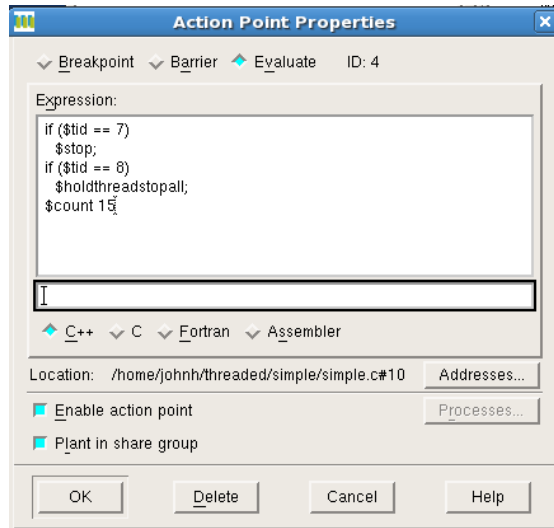 Action Point Properties
Breakpoint Barrier Evaluate ID: 4
Expression:
if ($tid == 7)
$stop;
if ($tid == 8)
$holdthreadstopall;
$count 15
C++ C Fortran Assembler
Location: /home/johnh/threaded/simple/simple.c#10 Addresses...
Enable action point Processes...
Plant in share group
OK Delete Cancel Help